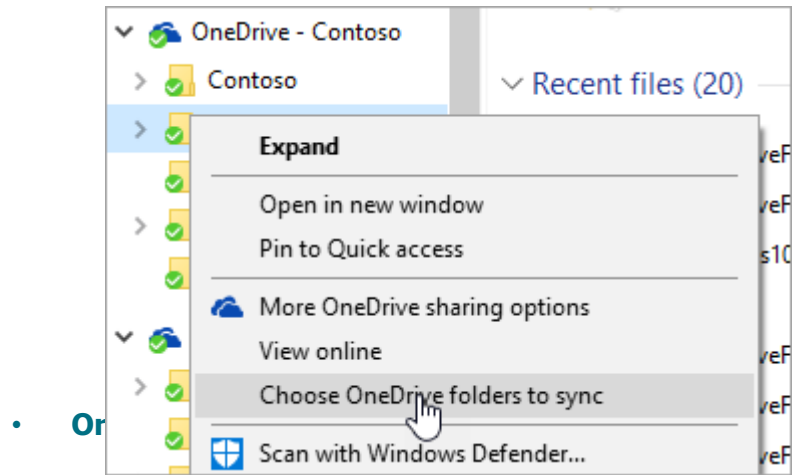 OneDrive - Contoso
Contoso
Recent files (20)
Expand
Open in new window
Pin to Quick access
More OneDrive sharing options
View online
Choose OneDrive folders to sync
Scan with Windows Defender...